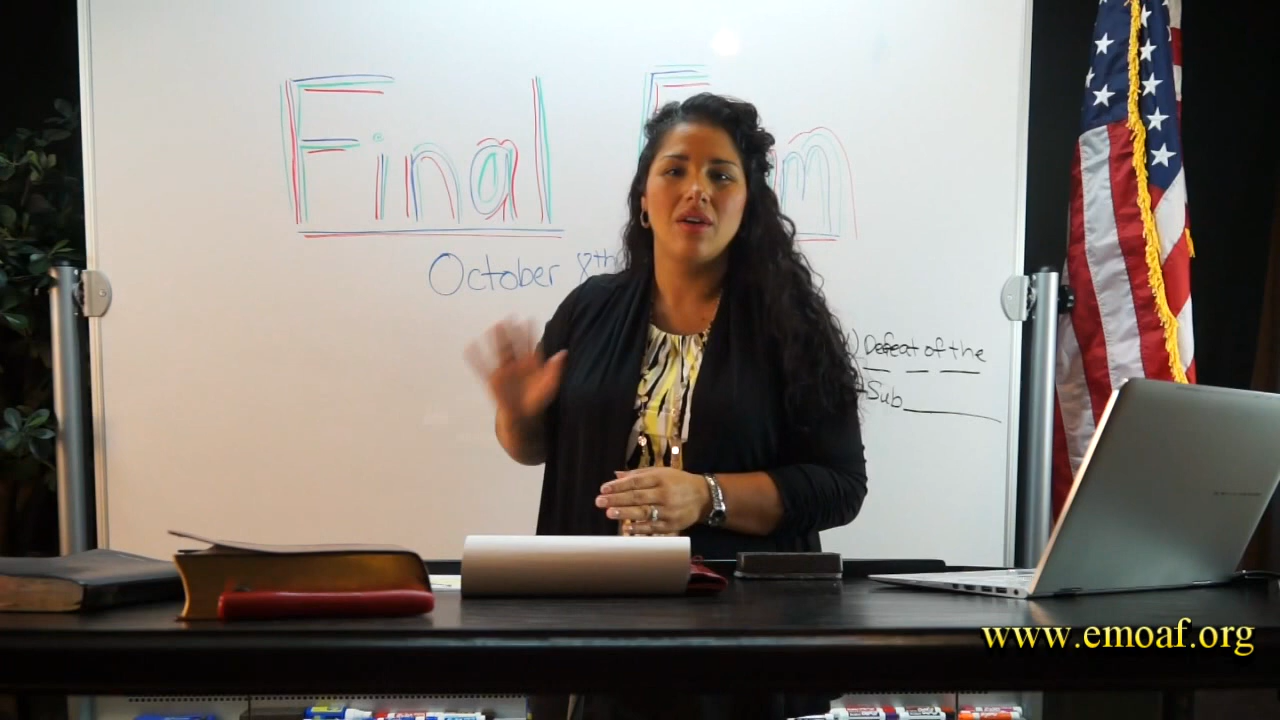 Final
October 8th
Defeat of the
Sub
www.emoaf.org